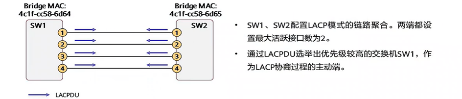 Bridge MAC:
4c1f-cc58-6d64
Bridge MAC:
4c1f-cc58-6d65
SW1
SW2
1
1
2
2
3
3
4
4
LACPDU
• SW1、SW2配置LACP模式的链路聚合。两端都设
置最大活跃接口数为2。
• 通过LACPDU选举出优先级较高的交换机SW1，作
为LACP协商过程的主动端。